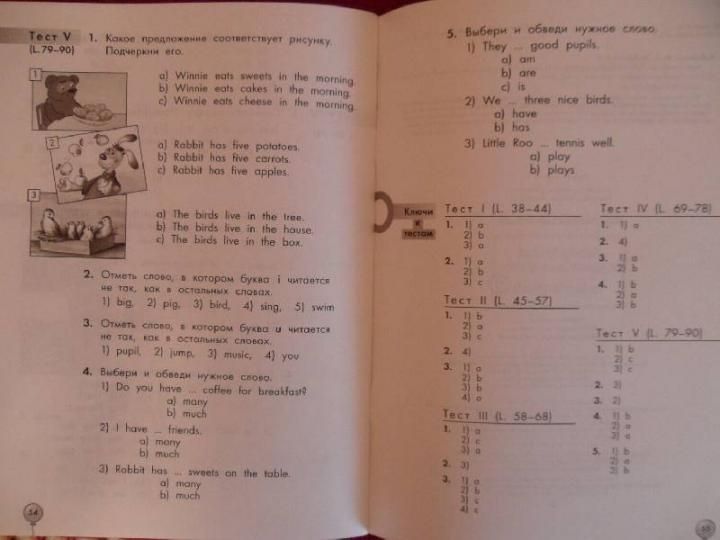 Тест V
(L.79-90)
1. Какое предложение соответствует рисунку.
Подчеркни его.
1
a) Winnie eats sweets in the morning.
b) Winnie eats cakes in the morning.
c) Winnie eats cheese in the morning.
2
a) Rabbit has five potatoes.
b) Rabbit has five carrots.
c) Rabbit has five apples.
3
a) The birds live in the tree.
b) The birds live in the house.
c) The birds live in the box.
2. Отметь слово, в котором буква i читается
не так, как в остальных словах.
1) big, 2) pig, 3) bird, 4) sing, 5) swim
3. Отметь слово, в котором буква u читается
не так, как в остальных словах.
1) pupil, 2) jump, 3) music, 4) you
4. Выбери и обведи нужное слово.
1) Do you have ... coffee for breakfast?
a) many
b) much
2) I have ... friends.
a) many
b) much
3) Rabbit has ... sweets on the table.
a) many
b) much
54
5. Выбери и обведи нужное слово.
1) They ... good pupils.
a) am
b) are
c) is
2) We ... three nice birds.
a) have
b) has
3) Little Roo ... tennis well.
a) play
b) plays
Ключи
к
тестам
Тест I (L. 38-44)
1. 1) a
2) b
3) a
2. 1) a
2) b
3) c
Тест II (L. 45-57)
1. 1) b
2) a
3) c
2. 4)
3. 1) a
2) b
3) b
4) a
Тест III (L. 58-68)
1. 1) a
2) c
3) a
2. 3)
3. 1) a
2) b
3) c
4) c
Тест IV (L. 69-78)
1. 1) a
2. 4)
3. 1) a
2) b
4. 1) b
2) a
3) b
Тест V (L. 79-90)
1. 1) b
2) c
3) c
2. 3)
3. 2)
4. 1) b
2) a
3) a
5. 1) b
2) a
3) b
55